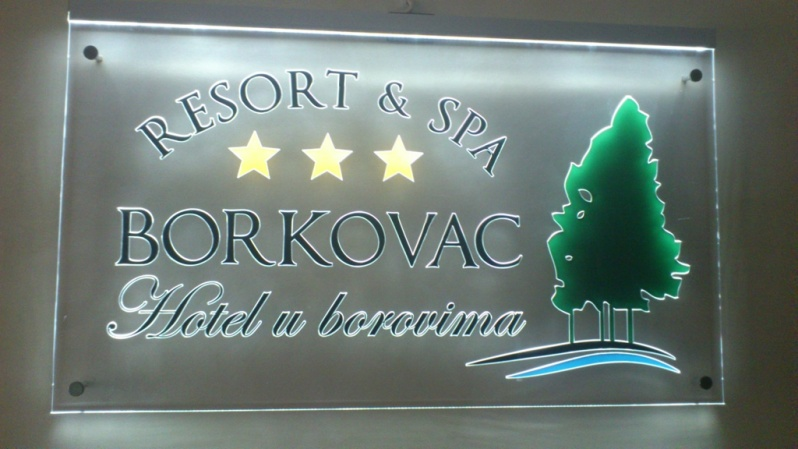 RESORT & SPA
BORKOVAC
Hotel u borovima